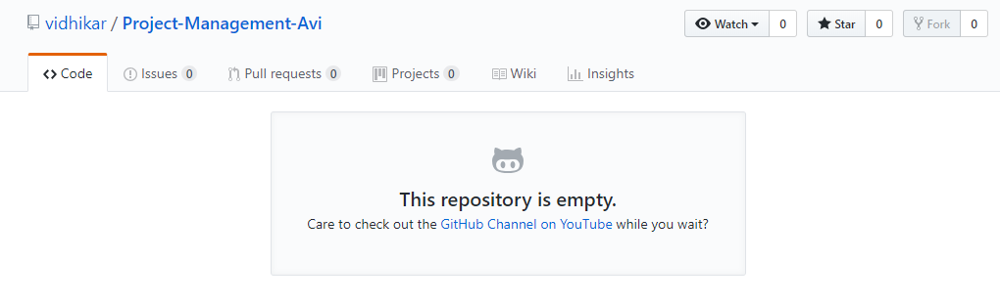 vidhikar / Project-Management-Avi Watch 0 Star 0 Fork 0
Code Issues 0 Pull requests 0 Projects 0 Wiki Insights
This repository is empty.
Care to check out the GitHub Channel on YouTube while you wait?